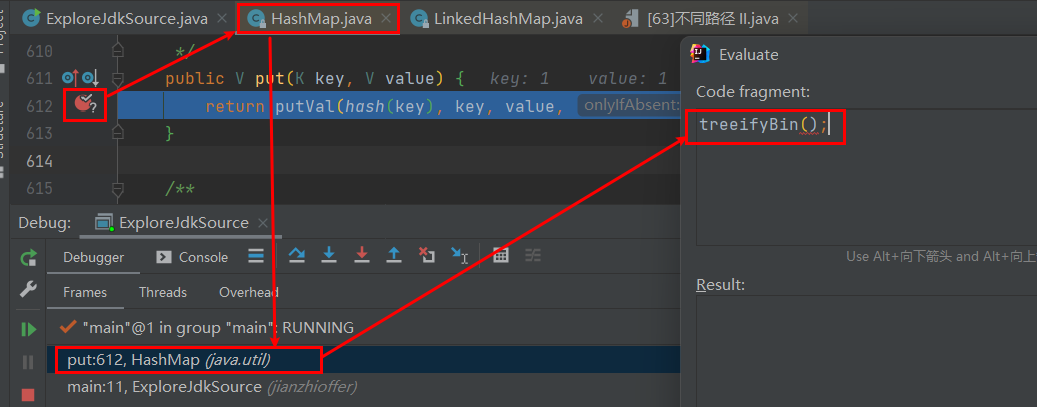 ExploreJdkSource.java × HashMap.java × LinkedHashMap.java × [63]不同路径 II.java ×
610 */
611 public V put(K key, V value) { key: 1 value: 1
612 return putVal(hash(key), key, value, onlyIfAbsent:
613 }
614
615 /**
Evaluate
Code fragment:
treeifyBin();
Use Alt+向下箭头 and Alt+向上
Result:
Structure
Debug: ExploreJdkSource ×
Debugger Console
Frames Threads Overhead
"main"@1 in group "main": RUNNING
put:612, HashMap (java.util)
main:11, ExploreJdkSource (jianzhioffer)